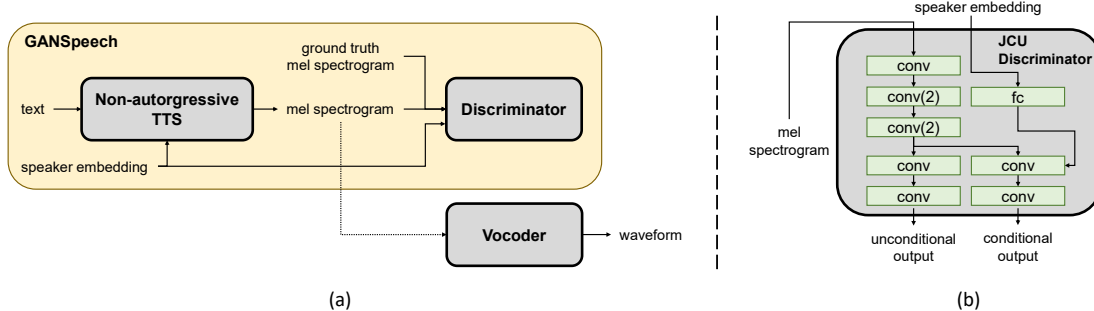 GANSpeech
text
Non-autorgressive
TTS
speaker embedding
ground truth
mel spectrogram
mel spectrogram
Discriminator
Vocoder
waveform
(a)
speaker embedding
JCU
Discriminator
mel
spectrogram
conv
conv(2)
fc
conv(2)
conv
conv
conv
conv
unconditional
output
conditional
output
(b)